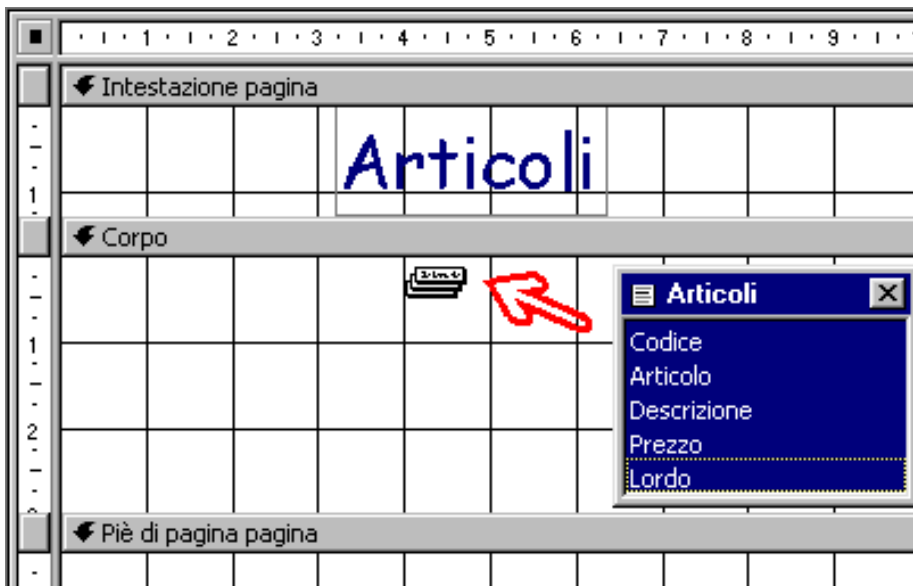 1 2 3 4 5 6 7 8 9
Intestazione pagina
Articoli
1
Corpo
Articoli
Codice
1
Articolo
Descrizione
2
Prezzo
Lordo
Piè di pagina pagina